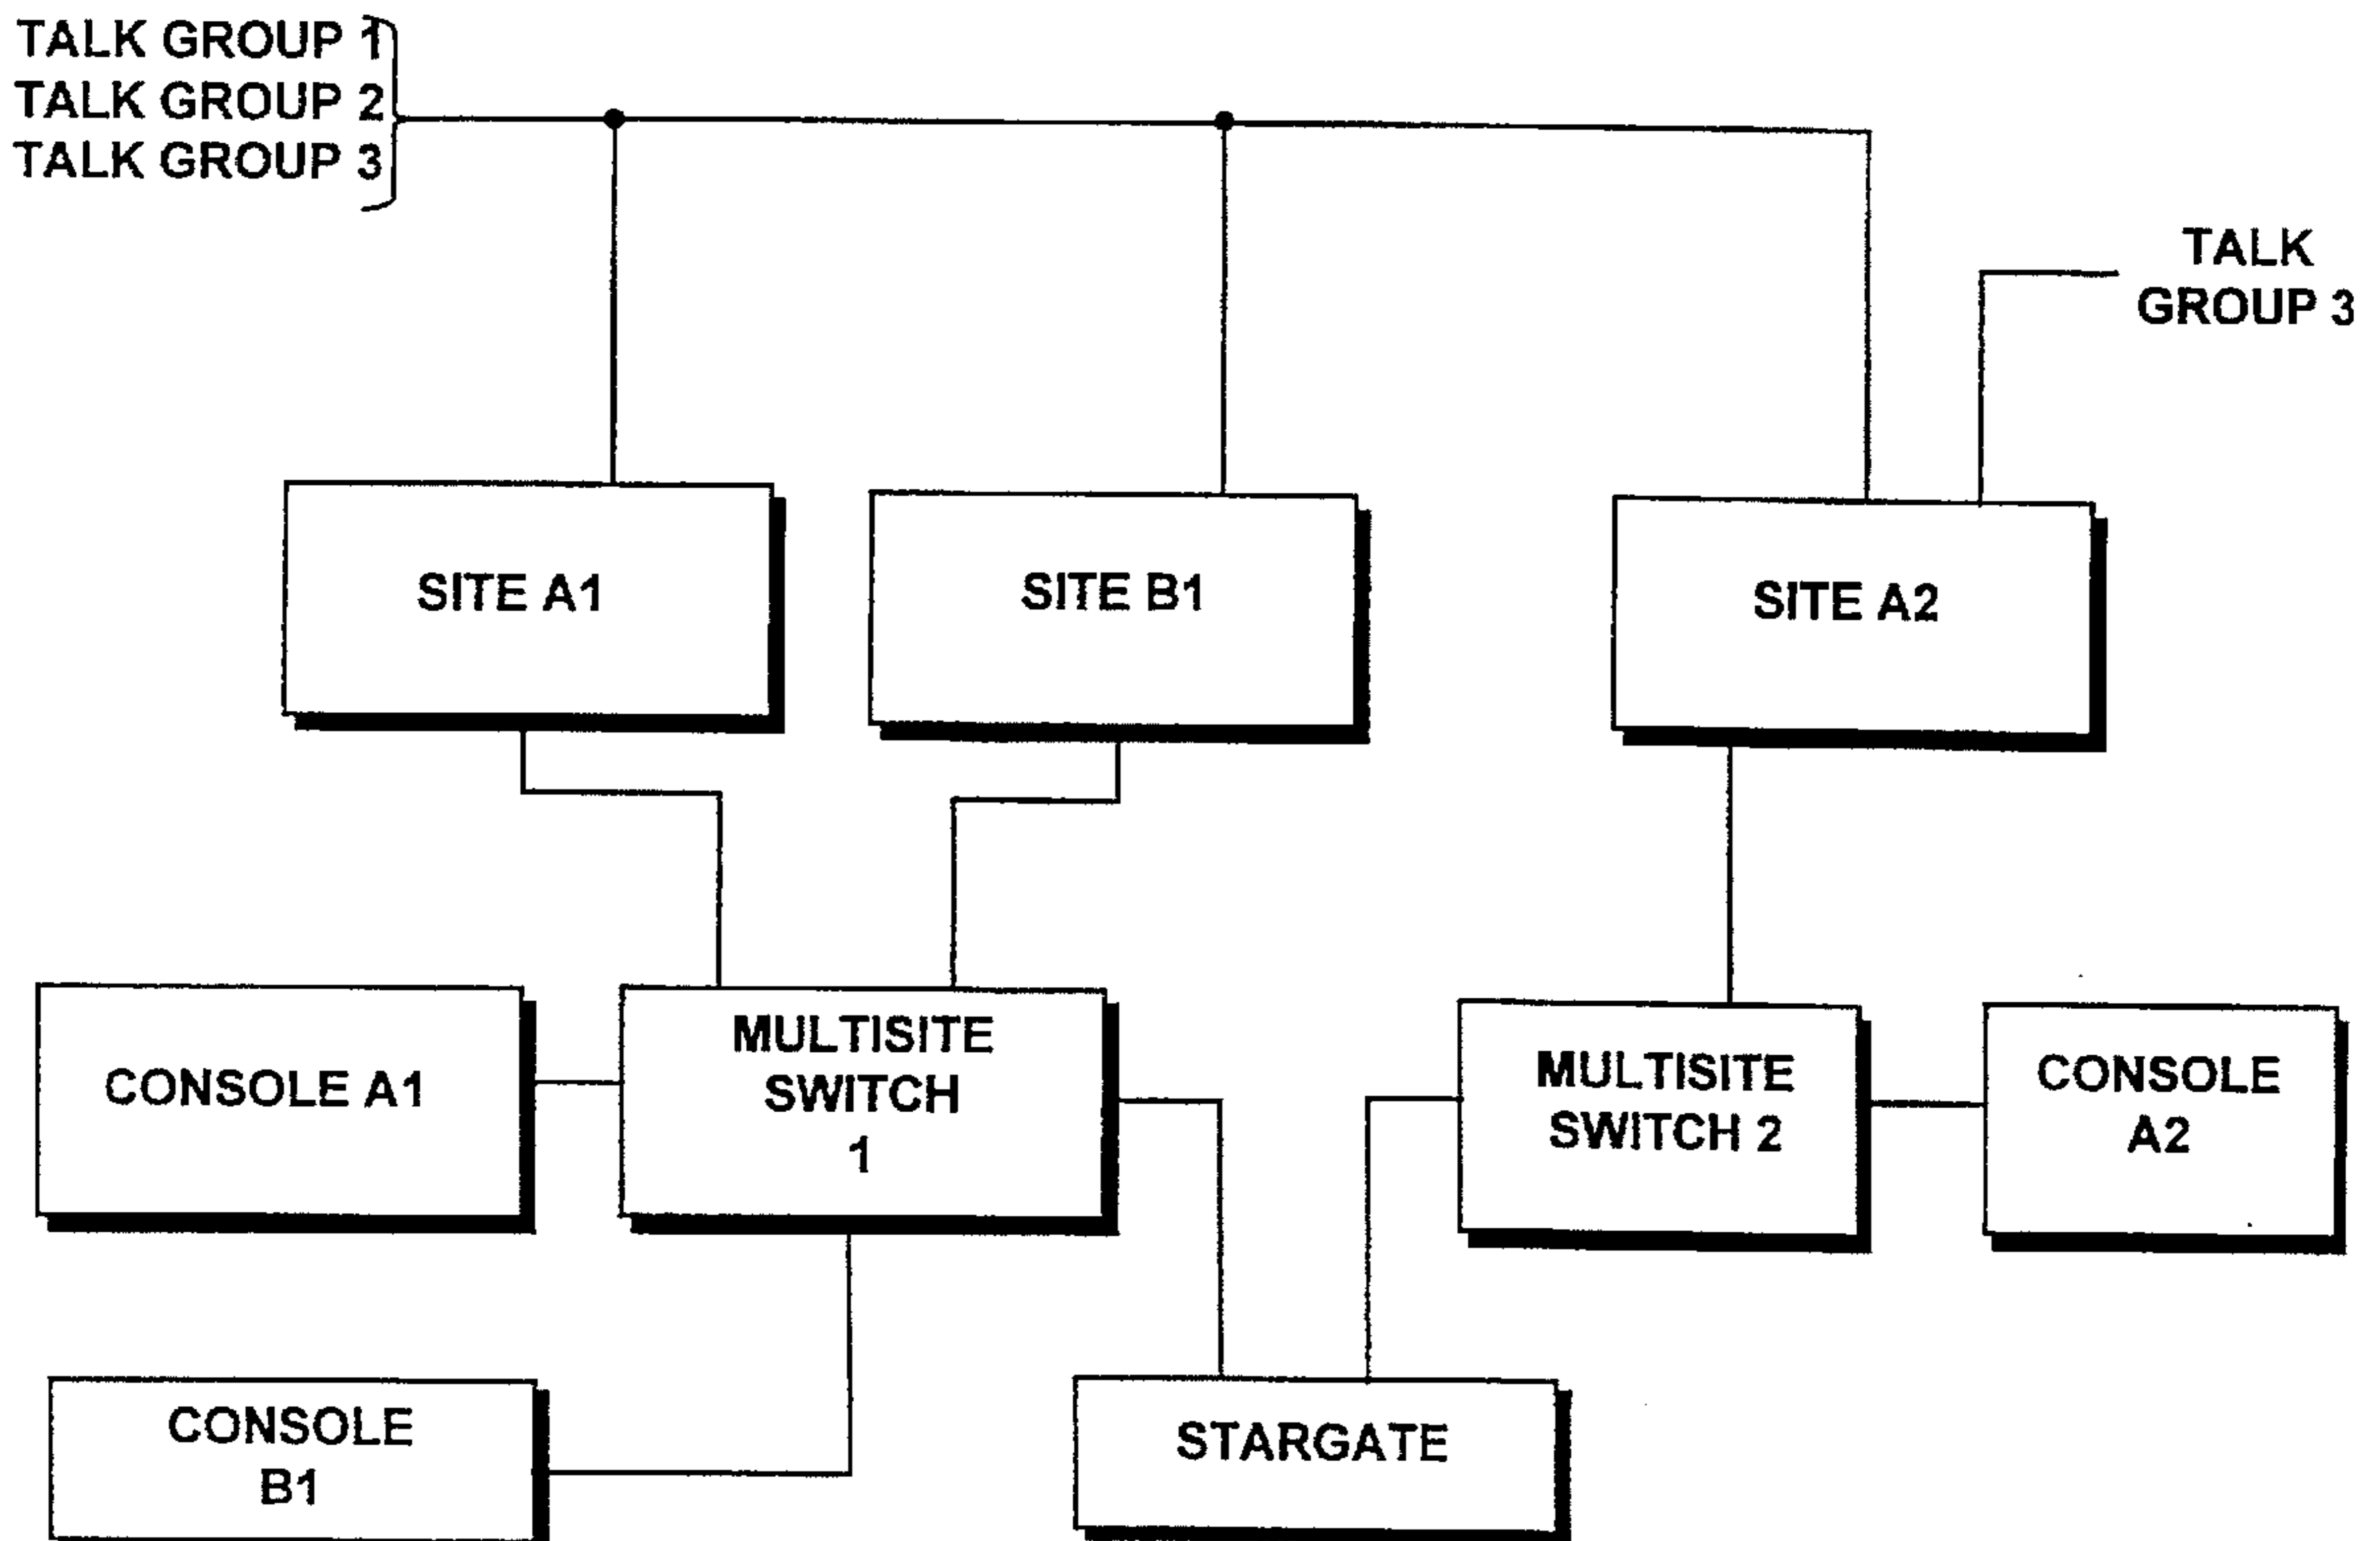 TALK GROUP 1
TALK GROUP 2
TALK GROUP 3
TALK
GROUP 3
SITE A1
SITE B1
SITE A2
CONSOLE A1
MULTISITE
SWITCH
1
MULTISITE
SWITCH 2
CONSOLE
A2
CONSOLE
B1
STARGATE